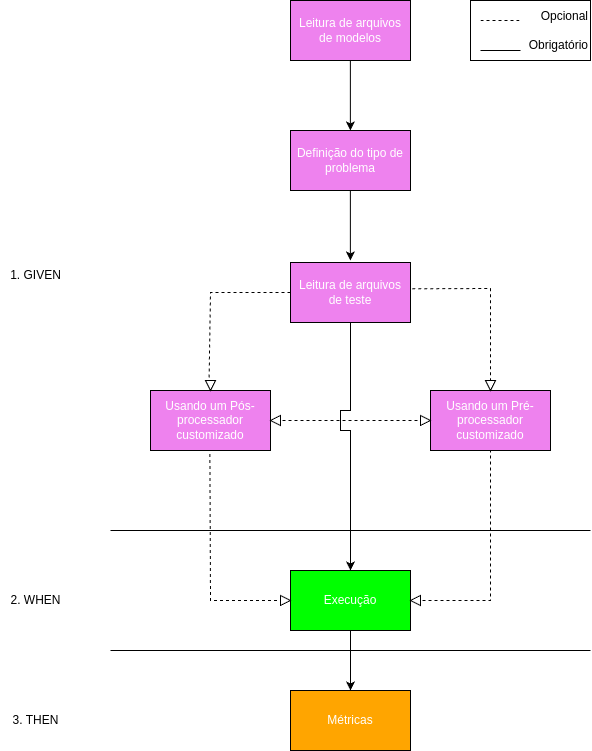 Leitura de arquivos
de modelos
Opcional
Obrigatório
Definição do tipo de
problema
1. GIVEN
Leitura de arquivos
de teste
Usando um Pós-
processador
customizado
Usando um Pré-
processador
customizado
2. WHEN
Execução
3. THEN
Métricas